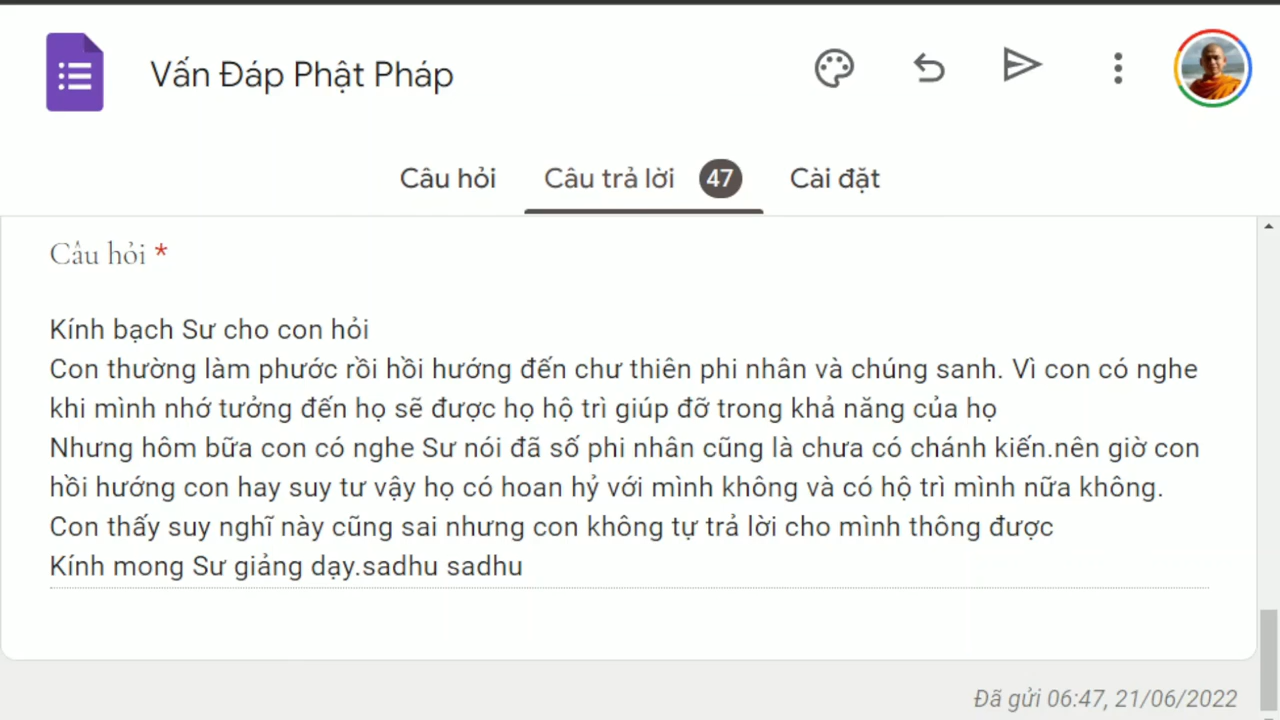 Vấn Đáp Phật Pháp
Câu hỏi
Câu trả lời 47
Cài đặt
Câu hỏi *
Kính bạch Sư cho con hỏi
Con thường làm phước rồi hồi hướng đến chư thiên phi nhân và chúng sanh. Vì con có nghe
khi mình nhớ tưởng đến họ sẽ được họ hộ trì giúp đỡ trong khả năng của họ
Nhưng hôm bữa con có nghe Sư nói đã số phi nhân cũng là chưa có chánh kiến.nên giờ con
hồi hướng con hay suy tư vậy họ có hoan hỷ với mình không và có hộ trì mình nữa không.
Con thấy suy nghĩ này cũng sai nhưng con không tự trả lời cho mình thông được
Kính mong Sư giảng dạy.sadhu sadhu
Đã gửi 06:47, 21/06/2022